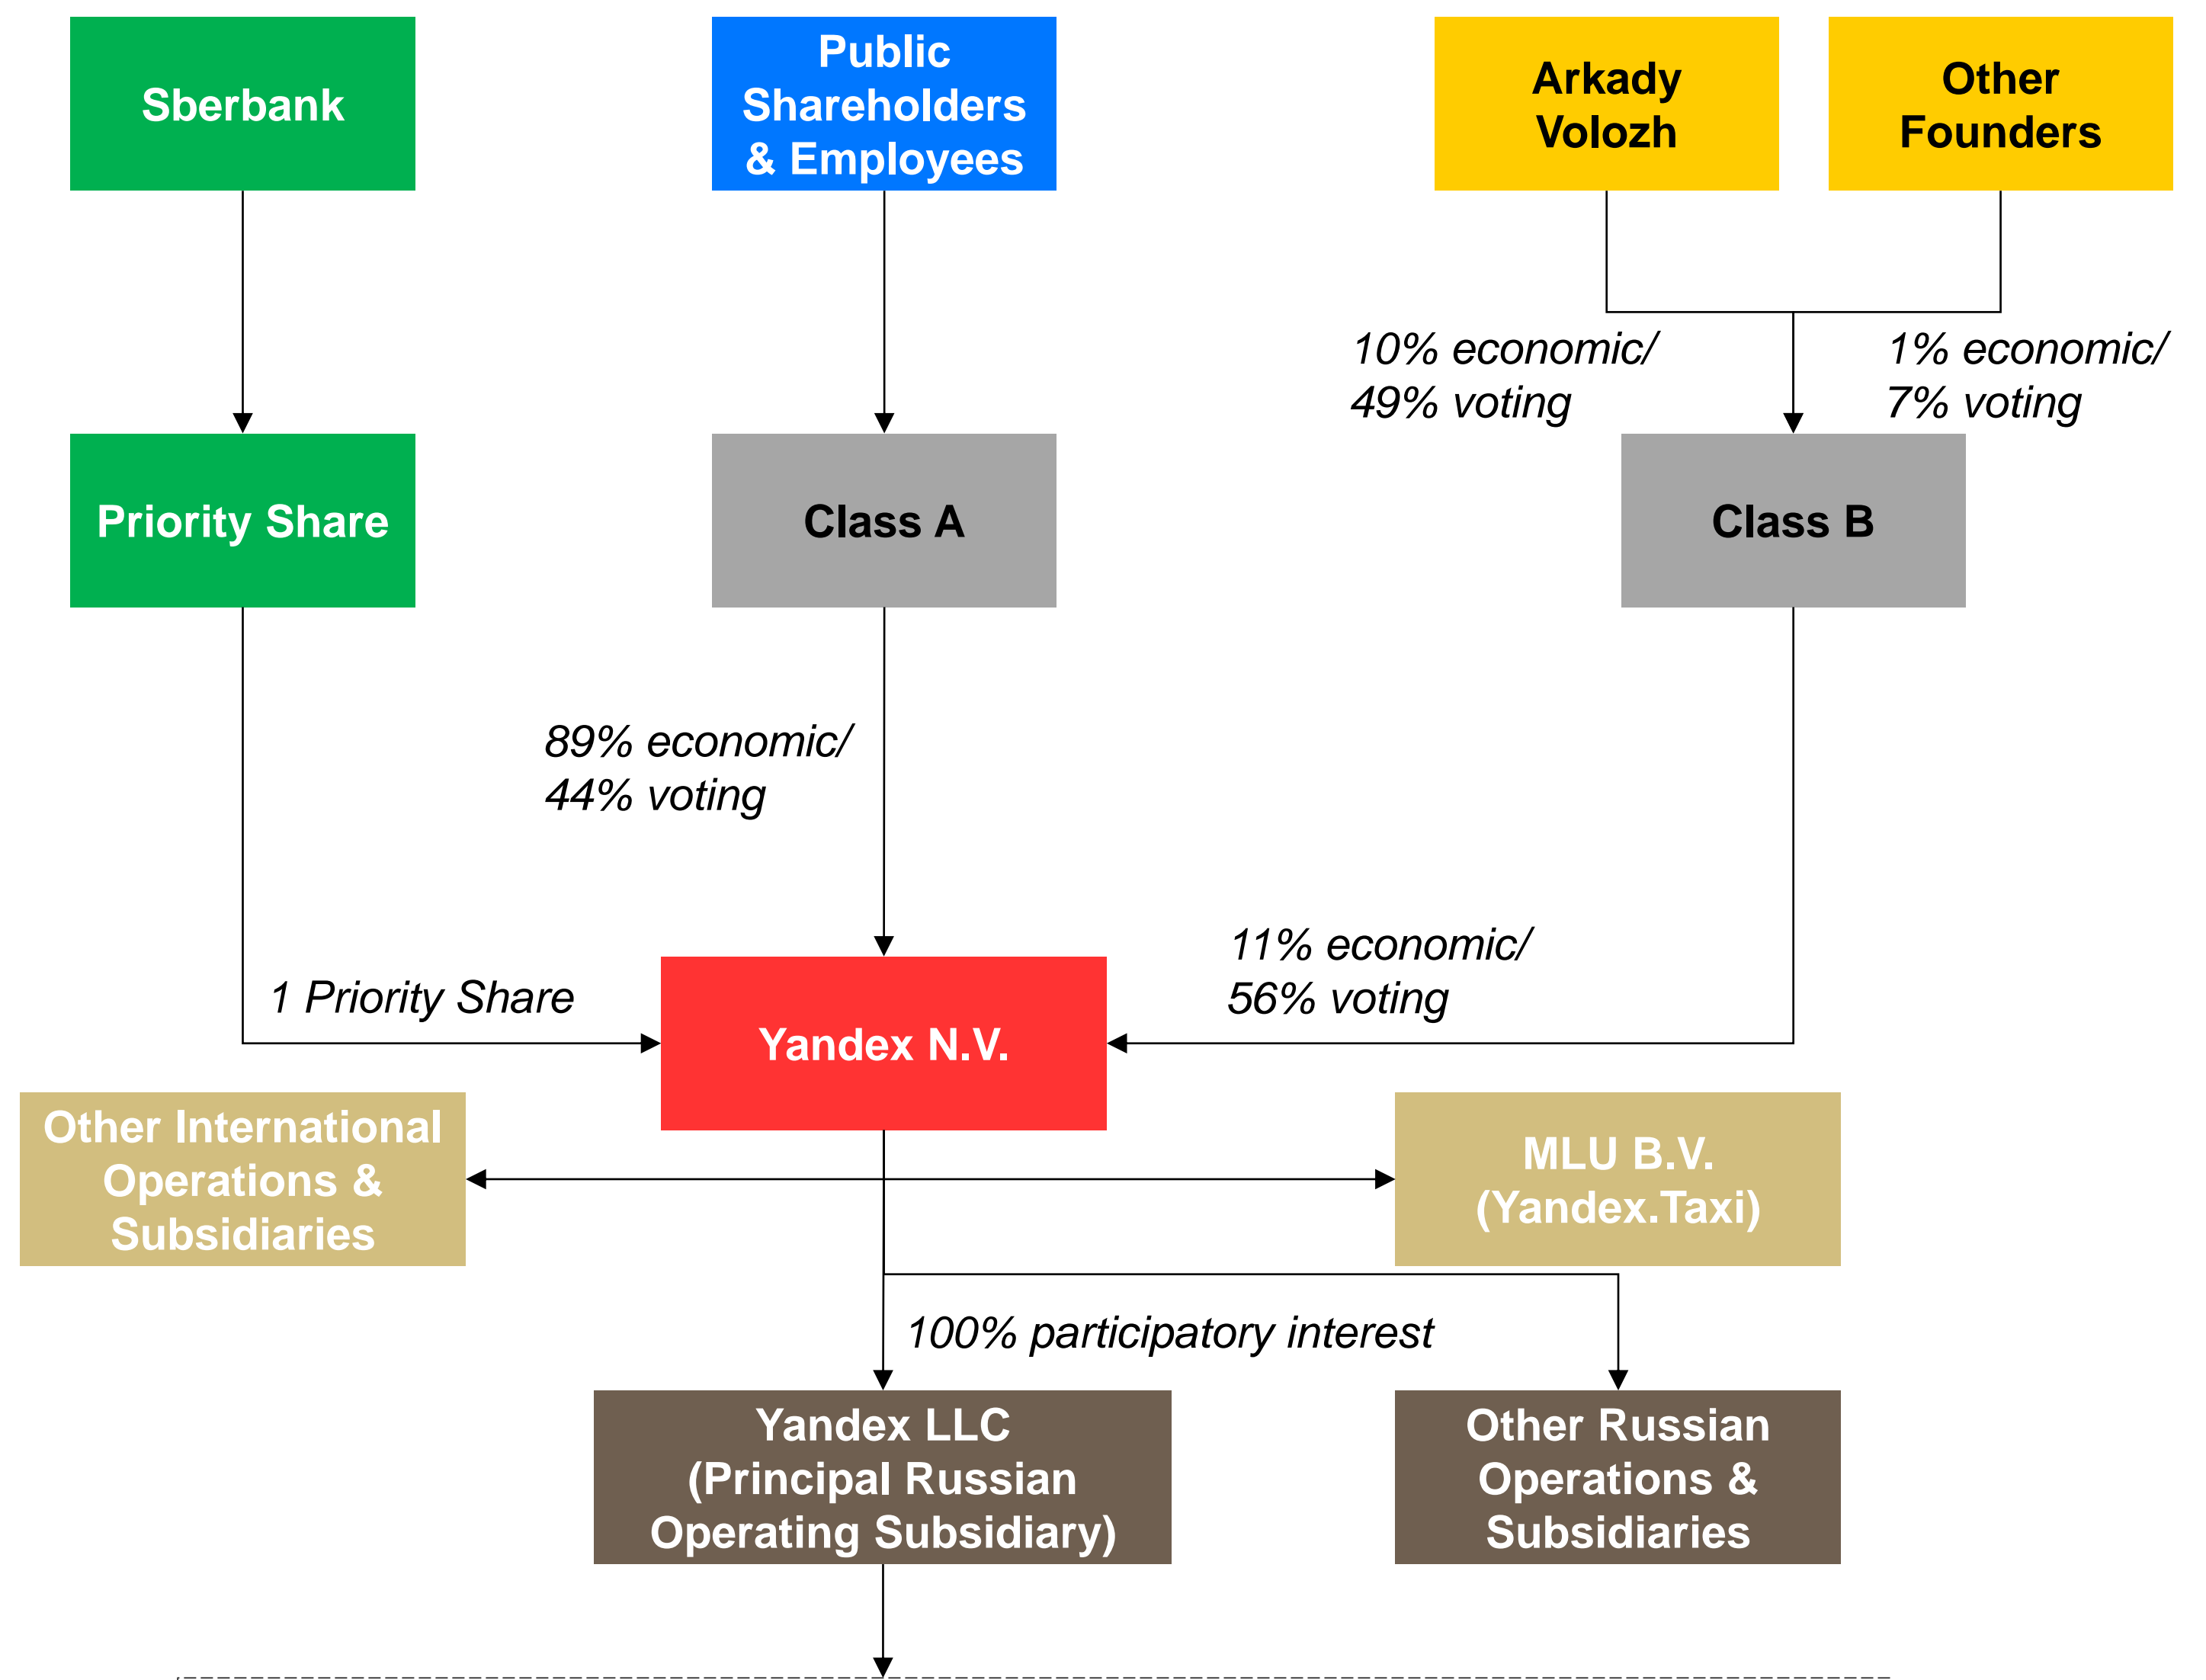 Sberbank
Public
Shareholders
& Employees
Arkady
Volozh
Other
Founders
10% economic/
49% voting
1% economic/
7% voting
Priority Share
Class A
Class B
89% economic/
44% voting
11% economic/
56% voting
1 Priority Share
Yandex N.V.
Other International
Operations &
Subsidiaries
MLU B.V.
(Yandex.Taxi)
100% participatory interest
Yandex LLC
(Principal Russian
Operating Subsidiary)
Other Russian
Operations &
Subsidiaries